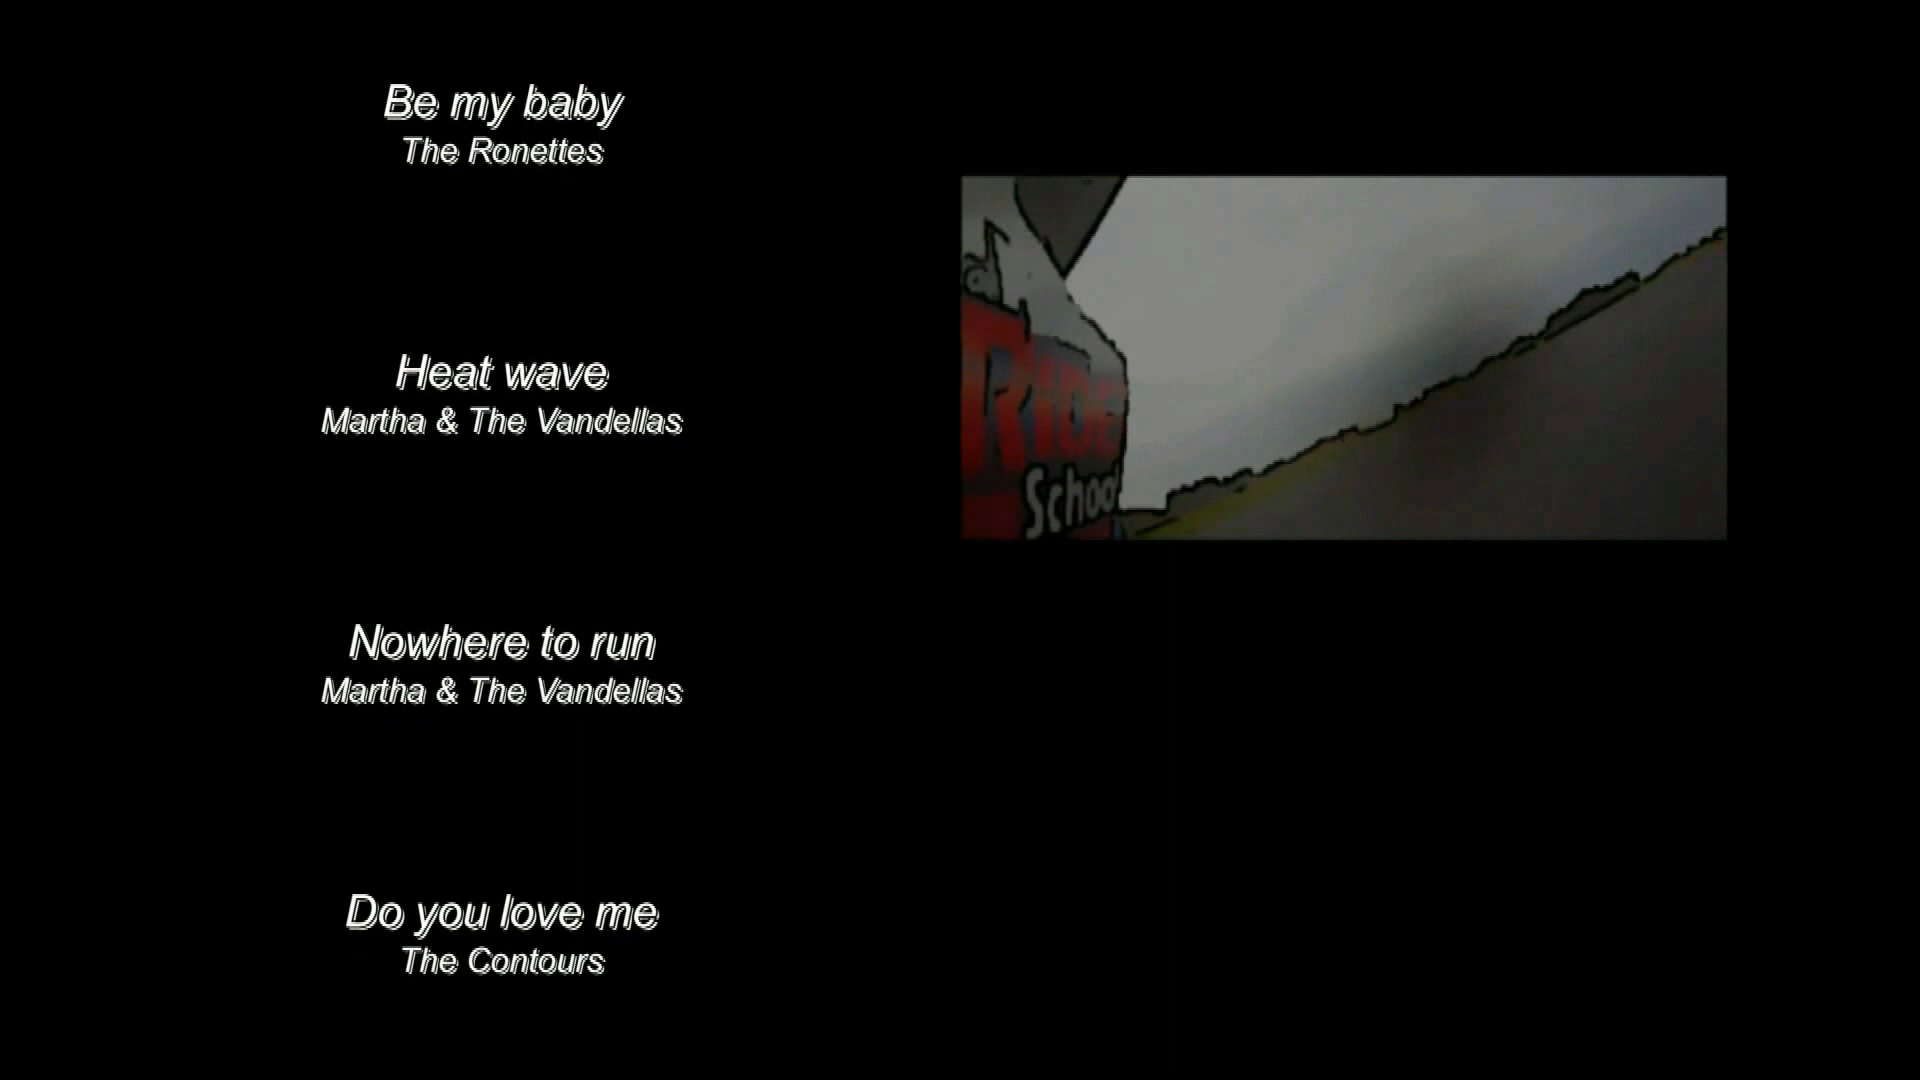 Be my baby
The Ronettes
Heat wave
Martha & The Vandellas
Nowhere to run
Martha & The Vandellas
Do you love me
The Contours
RIDE
School